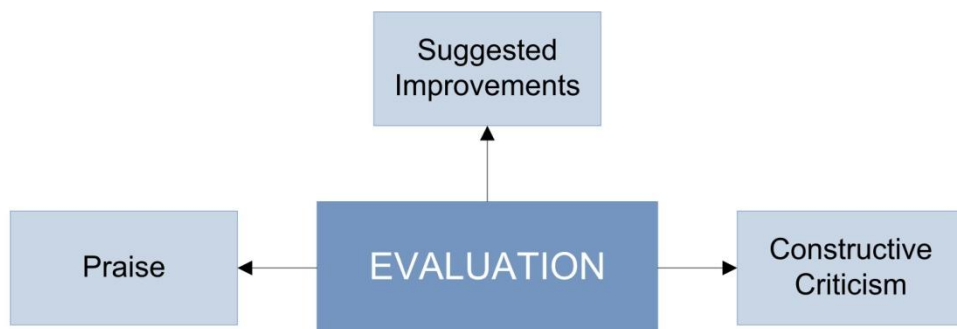 Suggested
Improvements
Praise
EVALUATION
Constructive
Criticism